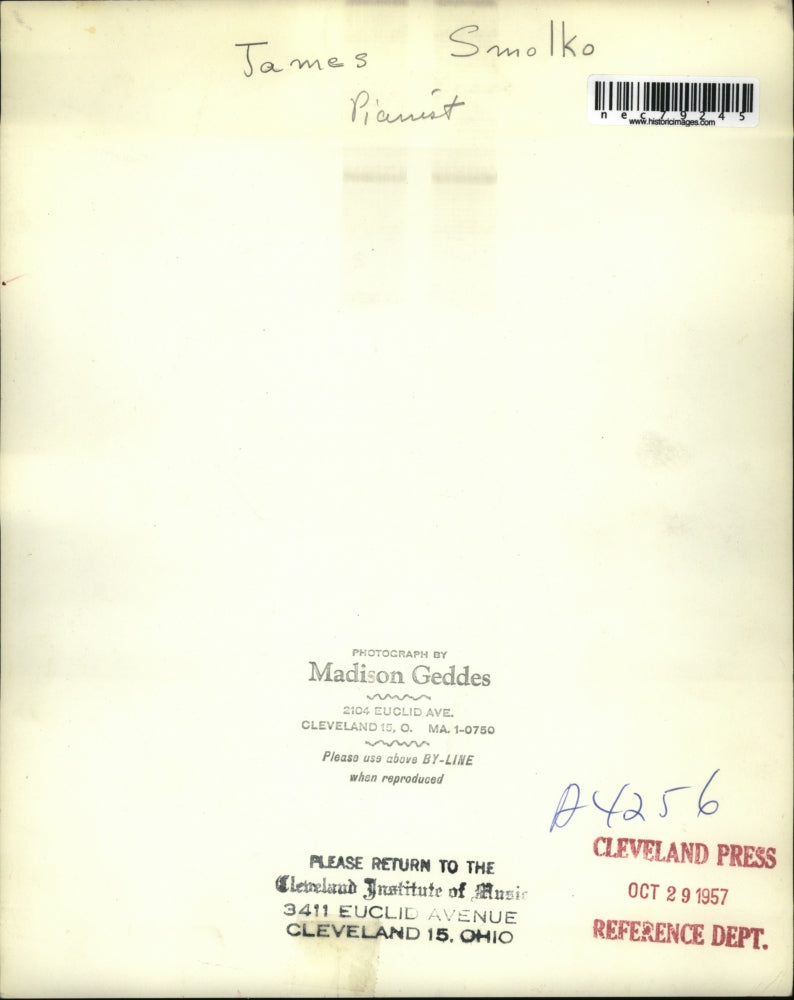 James Smolko
Pianist
nec79245
www.historicimages.com
PHOTOGRAPH BY
Madison Geddes
2104 EUCLID AVE.
CLEVELAND 15, O. MA. 1-0750
Please use above BY-LINE
when reproduced
A4256
PLEASE RETURN TO THE
Cleveland Institute of Music
3411 EUCLID AVENUE
CLEVELAND 15, OHIO
CLEVELAND PRESS
OCT 29 1957
REFERENCE DEPT.